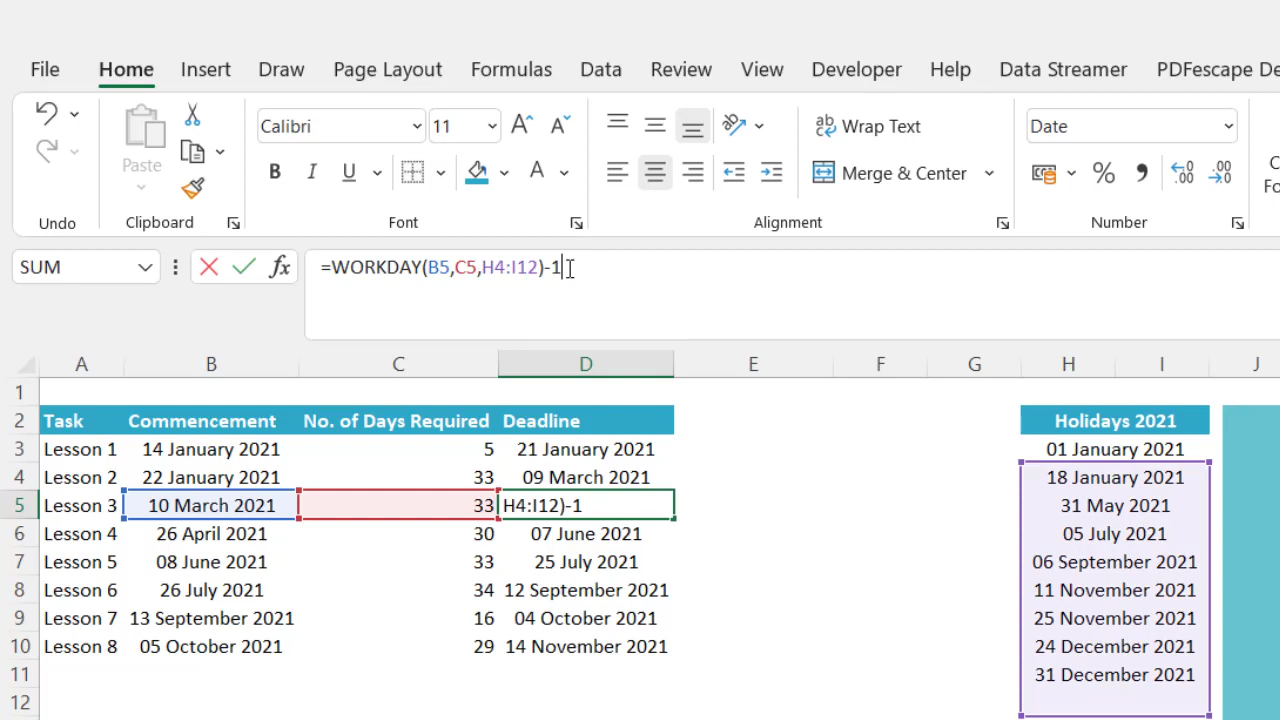 File Home Insert Draw Page Layout Formulas Data Review View Developer Help Data Streamer PDFescape De
Calibri 11 ab Wrap Text Date
Paste B I U A Merge & Center % 9 .00 .00
Undo Clipboard Font Alignment Number
SUM fx =WORKDAY(B5,C5,H4:I12)-1
A B C D E F G H I J
1
2 Task Commencement No. of Days Required Deadline Holidays 2021
3 Lesson 1 14 January 2021 5 21 January 2021 01 January 2021
4 Lesson 2 22 January 2021 33 09 March 2021 18 January 2021
5 Lesson 3 10 March 2021 33 H4:I12)-1 31 May 2021
6 Lesson 4 26 April 2021 30 07 June 2021 05 July 2021
7 Lesson 5 08 June 2021 33 25 July 2021 06 September 2021
8 Lesson 6 26 July 2021 34 12 September 2021 11 November 2021
9 Lesson 7 13 September 2021 16 04 October 2021 25 November 2021
10 Lesson 8 05 October 2021 29 14 November 2021 24 December 2021
11 31 December 2021
12